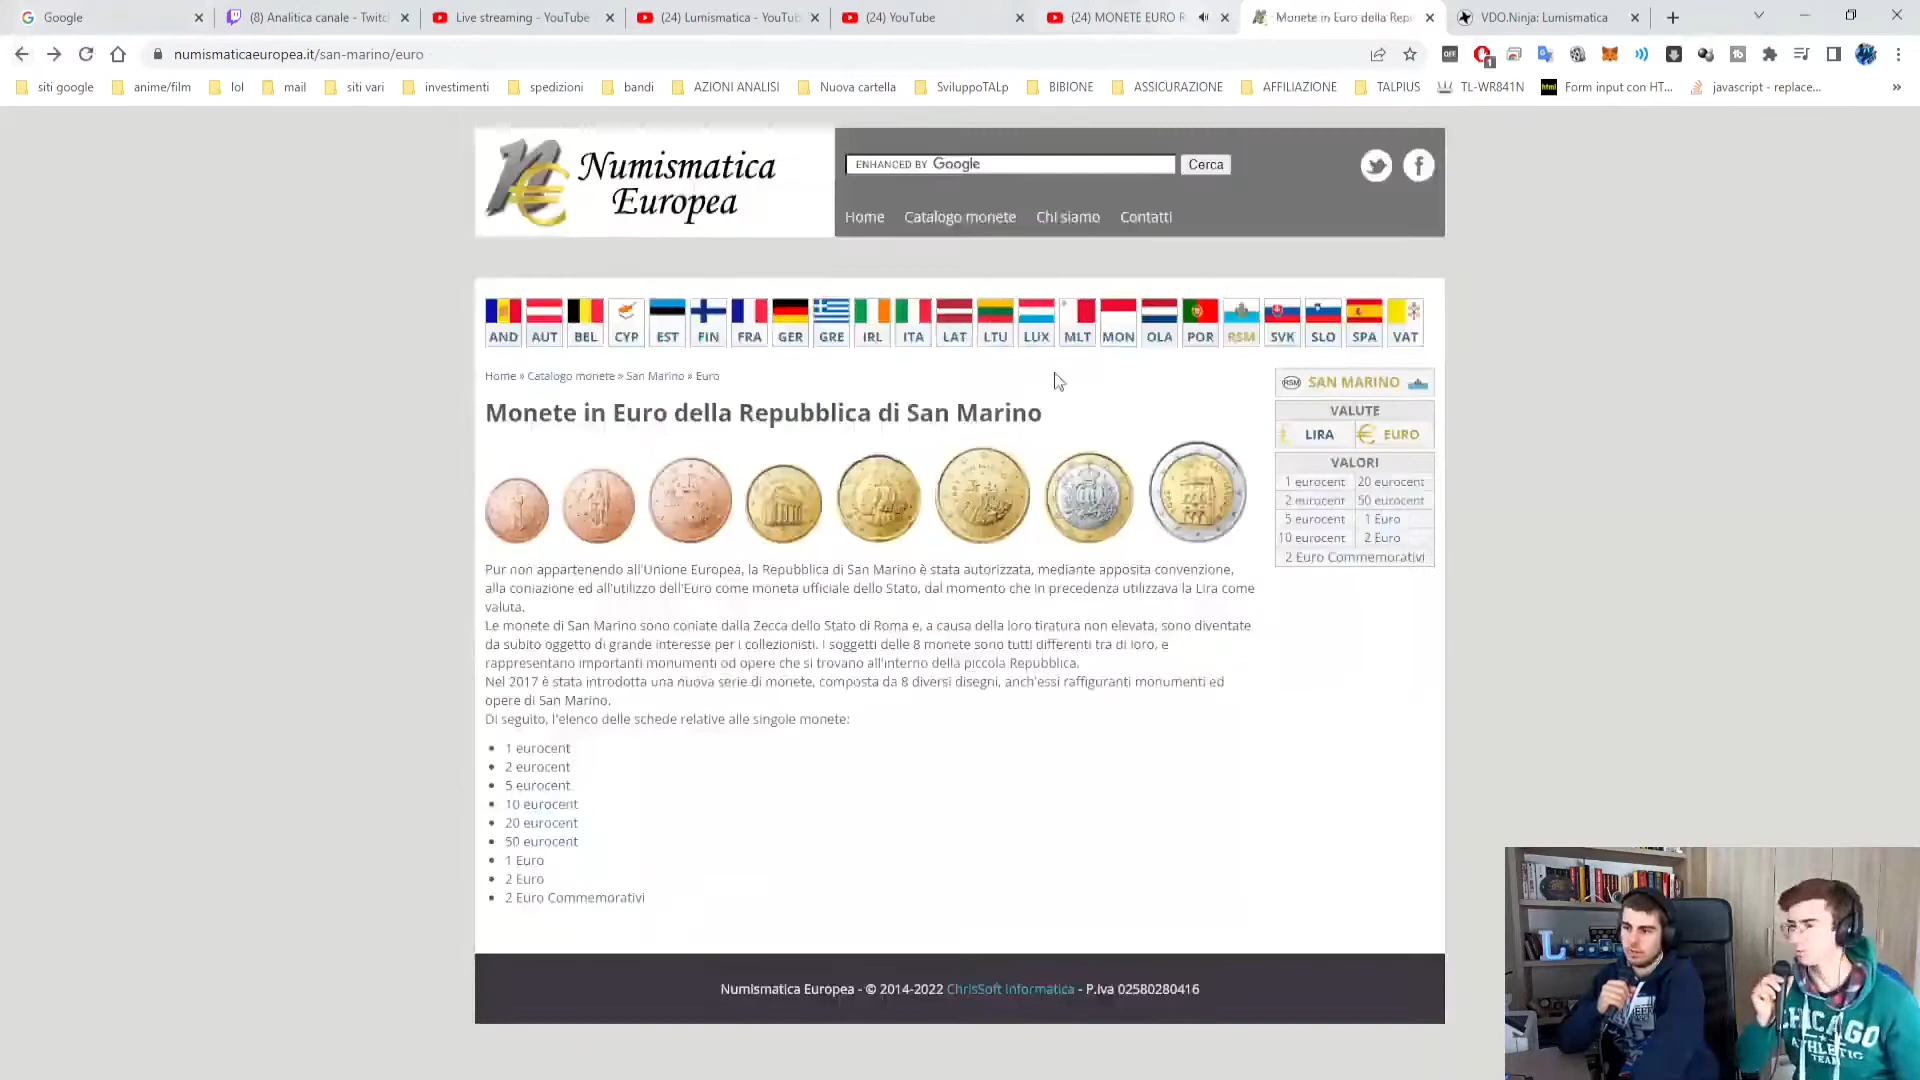 Google
(8) Analitica canale - Twitch
Live streaming - YouTube
(24) Lumismatica - YouTub
(24) YouTube
(24) MONETE EURO R
Monete in Euro della Repu
VDO.Ninja: Lumismatica
numismaticaeuropea.it/san-marino/euro
OFF
1
siti google
anime/film
lol
mail
siti vari
investimenti
spedizioni
bandi
AZIONI ANALISI
Nuova cartella
SviluppoTALp
BIBIONE
ASSICURAZIONE
AFFILIAZIONE
TALPIUS
TL-WR841N
html
Form input con HT...
javascript - replace...
»
Numismatica
Europea
ENHANCED BY Google
Cerca
Home
Catalogo monete
Chi siamo
Contatti
AND AUT BEL CYP EST FIN FRA GER GRE IRL ITA LAT LTU LUX MLT MON OLA POR RSM SVK SLO SPA VAT
Home » Catalogo monete » San Marino » Euro
Monete in Euro della Repubblica di San Marino
Pur non appartenendo all'Unione Europea, la Repubblica di San Marino è stata autorizzata, mediante apposita convenzione,
alla coniazione ed all'utilizzo dell'Euro come moneta ufficiale dello Stato, dal momento che in precedenza utilizzava la Lira come
valuta.
Le monete di San Marino sono coniate dalla Zecca dello Stato di Roma e, a causa della loro tiratura non elevata, sono diventate
da subito oggetto di grande interesse per i collezionisti. I soggetti delle 8 monete sono tutti differenti tra di loro, e
rappresentano importanti monumenti od opere che si trovano all'interno della piccola Repubblica.
Nel 2017 è stata introdotta una nuova serie di monete, composta da 8 diversi disegni, anch'essi raffiguranti monumenti ed
opere di San Marino.
Di seguito, l'elenco delle schede relative alle singole monete:
1 eurocent
2 eurocent
5 eurocent
10 eurocent
20 eurocent
50 eurocent
1 Euro
2 Euro
2 Euro Commemorativi
RSM SAN MARINO
VALUTE
LIRA € EURO
VALORI
1 eurocent 20 eurocent
2 eurocent 50 eurocent
5 eurocent 1 Euro
10 eurocent 2 Euro
2 Euro Commemorativi
Numismatica Europea - © 2014-2022 ChrisSoft Informatica - P.Iva 02580280416
L
CHICAGO
ATHLETIC
TEAM